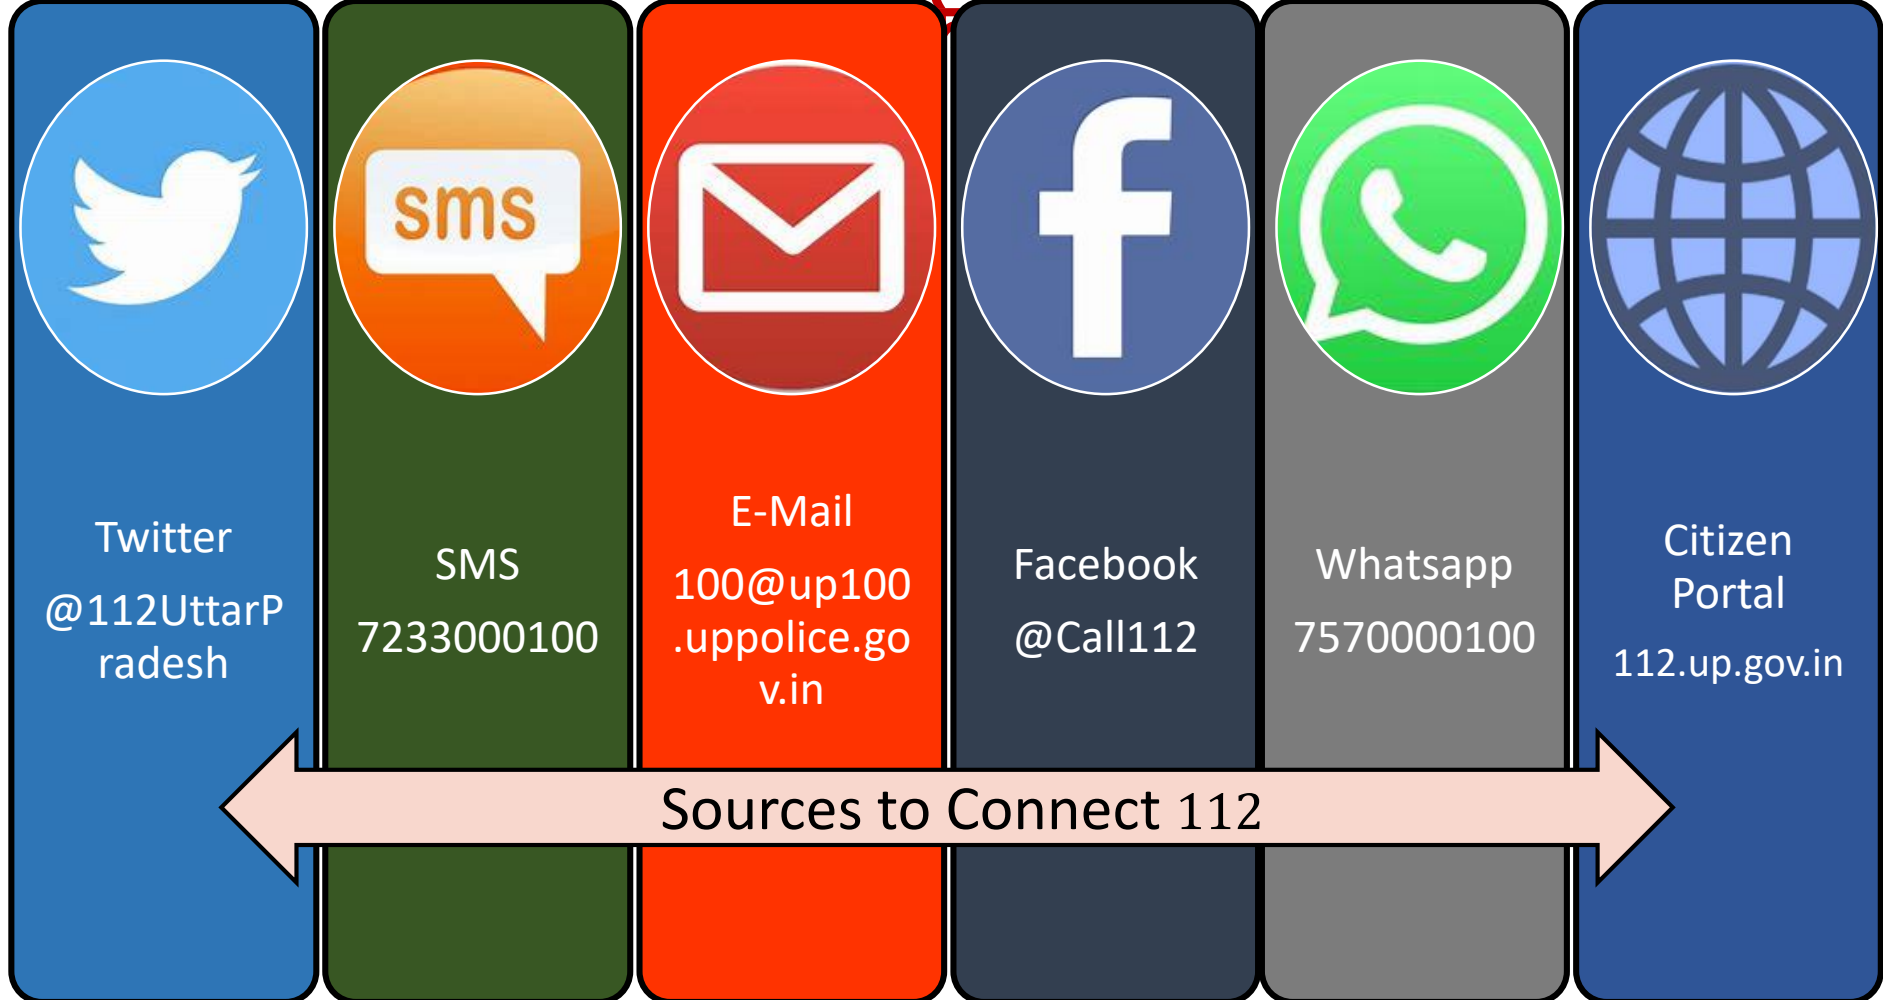 sms
Twitter
@112UttarP
radesh
SMS
7233000100
E-Mail
100@up100
.uppolice.go
v.in
Facebook
@Call112
Whatsapp
7570000100
Citizen
Portal
112.up.gov.in
Sources to Connect 112